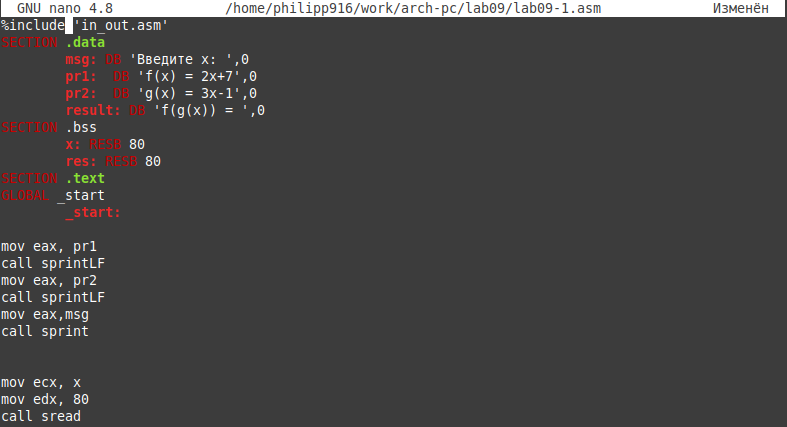 GNU nano 4.8 /home/philipp916/work/arch-pc/lab09/lab09-1.asm Изменён
%include 'in_out.asm'
SECTION .data
msg: DB 'Введите x: ',0
pr1: DB 'f(x) = 2x+7',0
pr2: DB 'g(x) = 3x-1',0
result: DB 'f(g(x)) = ',0
SECTION .bss
x: RESB 80
res: RESB 80
SECTION .text
GLOBAL _start
_start:
mov eax, pr1
call sprintLF
mov eax, pr2
call sprintLF
mov eax,msg
call sprint
mov ecx, x
mov edx, 80
call sread